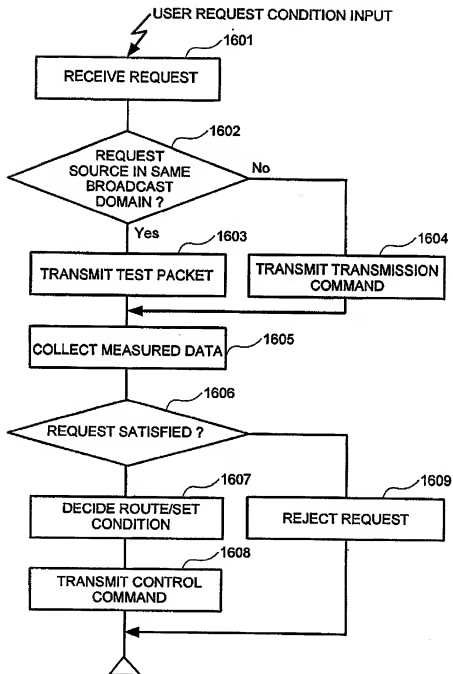 USER REQUEST CONDITION INPUT
1601
RECEIVE REQUEST
1602
REQUEST
SOURCE IN SAME
BROADCAST
DOMAIN ?
No
Yes
1603
1604
TRANSMIT TEST PACKET
TRANSMIT TRANSMISSION
COMMAND
1605
COLLECT MEASURED DATA
1606
REQUEST SATISFIED ?
1607
1609
DECIDE ROUTE/SET
CONDITION
REJECT REQUEST
1608
TRANSMIT CONTROL
COMMAND